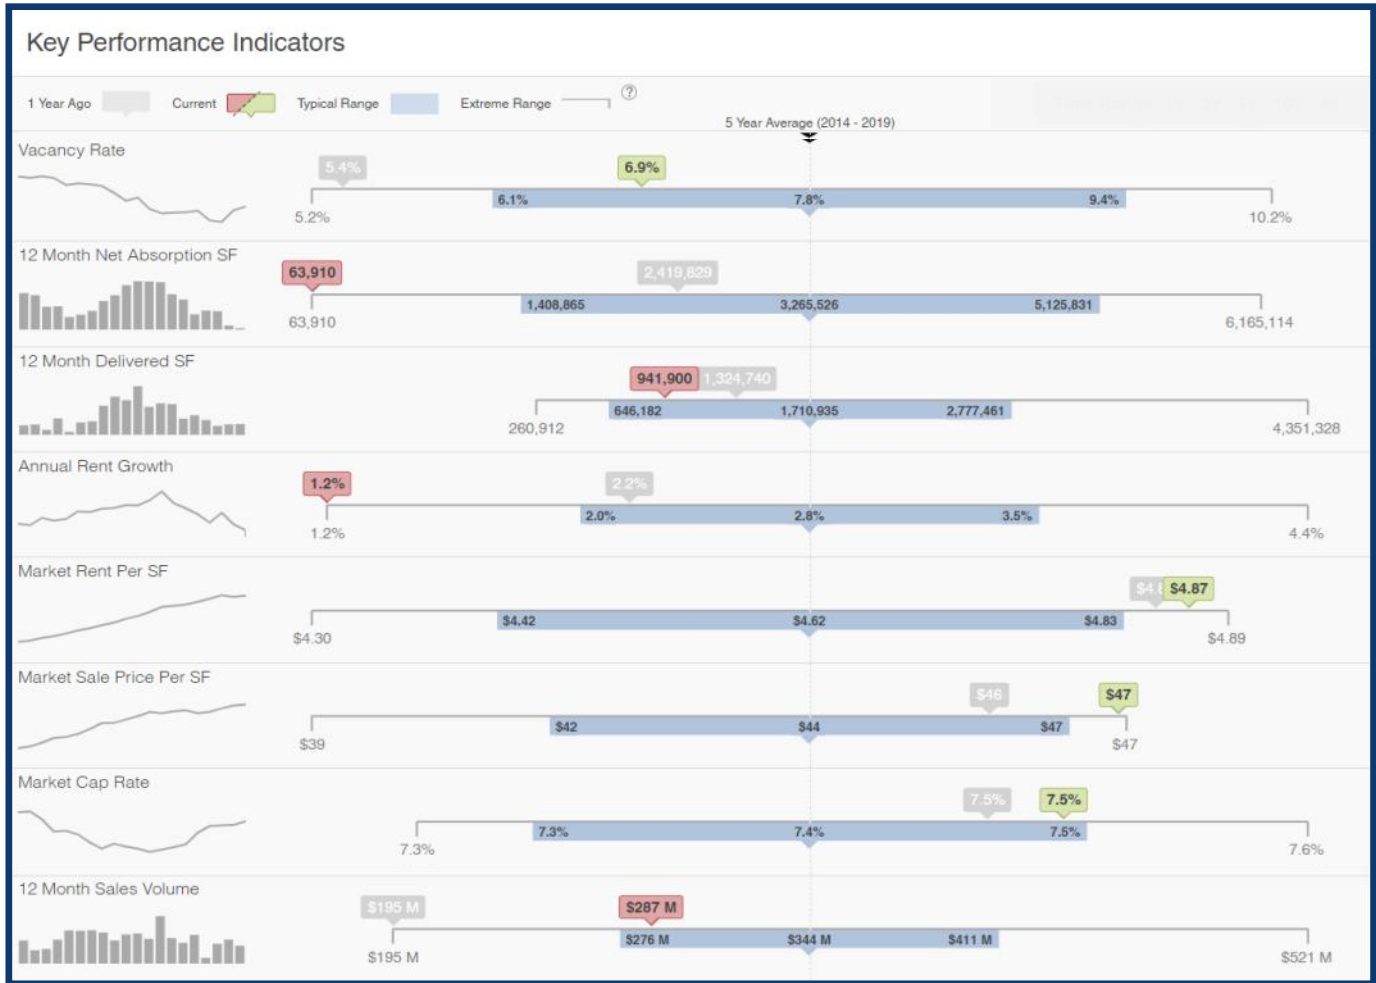 Key Performance Indicators
1 Year Ago Current Typical Range Extreme Range ?
5 Year Average (2014 - 2019)
Vacancy Rate
5.4% 6.9%
6.1% 7.8% 9.4%
5.2% 10.2%
12 Month Net Absorption SF
63,910 2,419,829
1,408,865 3,265,526 5,125,831
63,910 6,165,114
12 Month Delivered SF
941,900 1,324,740
646,182 1,710,935 2,777,461
260,912 4,351,328
Annual Rent Growth
1.2% 2.2%
2.0% 2.8% 3.5%
1.2% 4.4%
Market Rent Per SF
$4.87
$4.42 $4.62 $4.83
$4.30 $4.89
Market Sale Price Per SF
$46 $47
$42 $44 $47
$39 $47
Market Cap Rate
7.5% 7.5%
7.3% 7.4% 7.5%
7.3% 7.6%
12 Month Sales Volume
$195 M $287 M
$276 M $344 M $411 M
$195 M $521 M